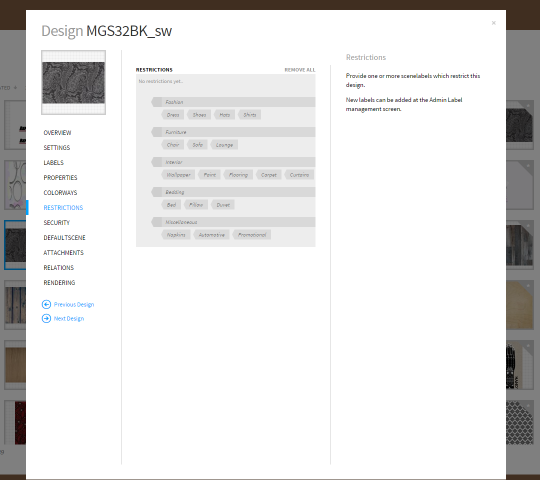 Design MGS32BK_sw
×
OVERVIEW
SETTINGS
LABELS
PROPERTIES
COLORWAYS
RESTRICTIONS
SECURITY
DEFAULTSCENE
ATTACHMENTS
RELATIONS
RENDERING
Previous Design
Next Design
RESTRICTIONS REMOVE ALL
No restrictions yet..
Fashion
Dress Shoes Hats Shirts
Furniture
Chair Sofa Lounge
Interior
Wallpaper Paint Flooring Carpet Curtains
Bedding
Bed Pillow Duvet
Miscellaneous
Napkins Automotive Promotional
Restrictions
Provide one or more scenelabels which restrict this
design.
New labels can be added at the Admin Label
management screen.